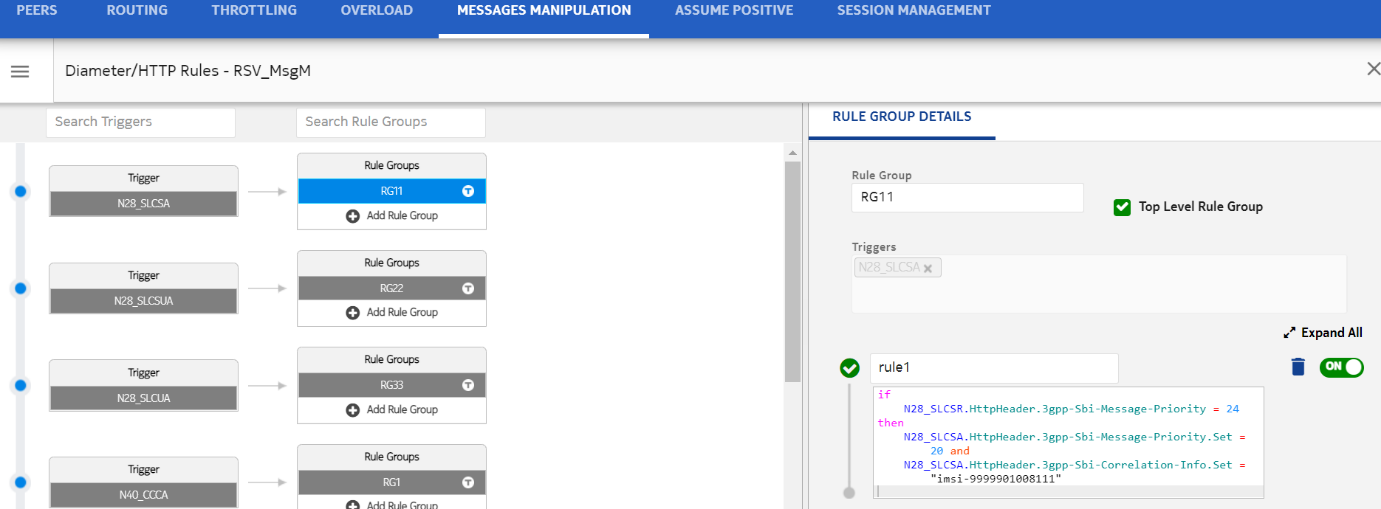 PEERS ROUTING THROTTLING OVERLOAD MESSAGES MANIPULATION ASSUME POSITIVE SESSION MANAGEMENT
Diameter/HTTP Rules - RSV_MsgM
Search Triggers
Search Rule Groups
Trigger
N28_SLCSA
Rule Groups
RG11 T
Add Rule Group
Trigger
N28_SLCSUA
Rule Groups
RG22 T
Add Rule Group
Trigger
N28_SLCUA
Rule Groups
RG33 T
Add Rule Group
Trigger
N40_CCCA
Rule Groups
RG1 T
Add Rule Group
RULE GROUP DETAILS
Rule Group
RG11
Top Level Rule Group
Triggers
N28_SLCSA
Expand All
rule1
ON
if
N28_SLCSR.HttpHeader.3gpp-Sbi-Message-Priority = 24
then
N28_SLCSA.HttpHeader.3gpp-Sbi-Message-Priority.Set =
20 and
N28_SLCSA.HttpHeader.3gpp-Sbi-Correlation-Info.Set =
"imsi-9999901008111"